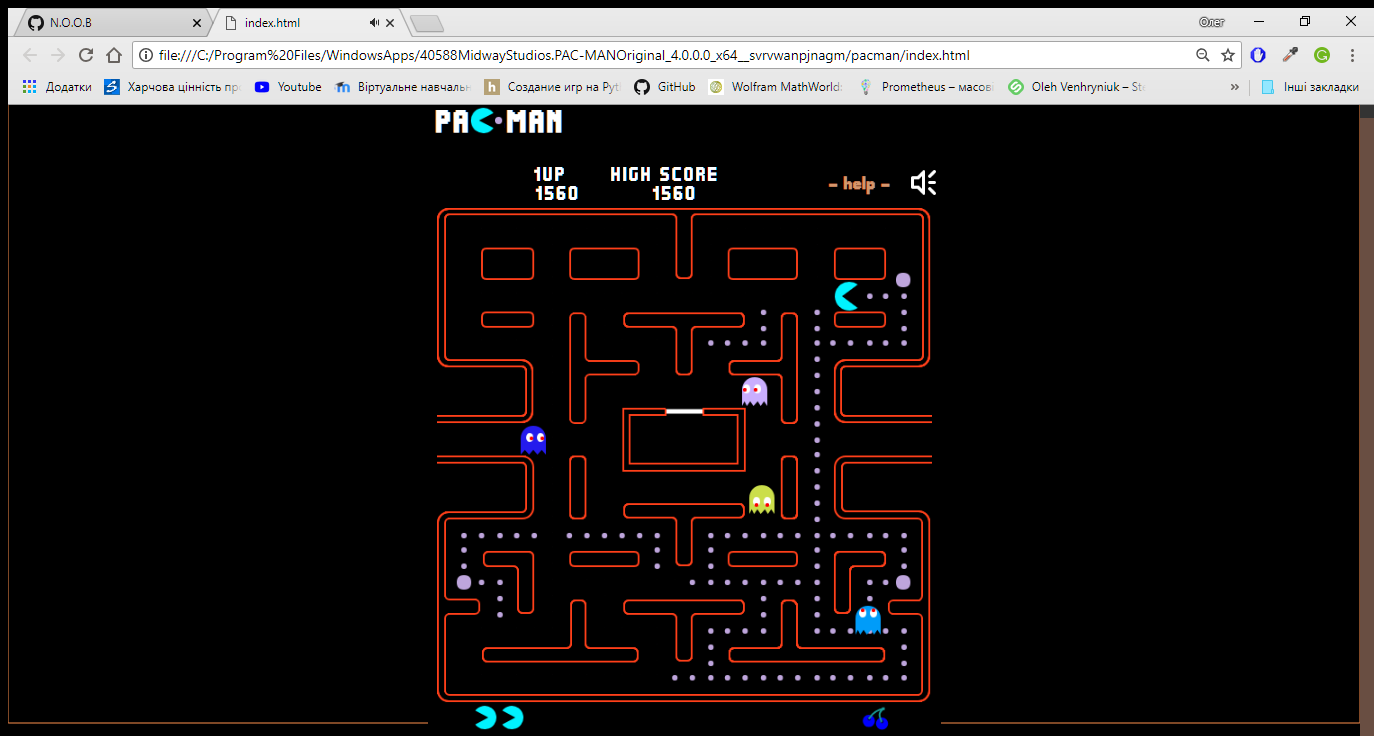 N.O.O.B
index.html
Олег
file:///C:/Program%20Files/WindowsApps/40588MidwayStudios.PAC-MANOriginal_4.0.0.0_x64__svrvwanpjnagm/pacman/index.html
Додатки
Харчова цінність пр
Youtube
Віртуальне навчаль
Создание игр на Pyt
GitHub
Wolfram MathWorld:
Prometheus – масов
Oleh Venhryniuk – St
Інші закладки
PAC-MAN
1UP
HIGH SCORE
1560
1560
- help -